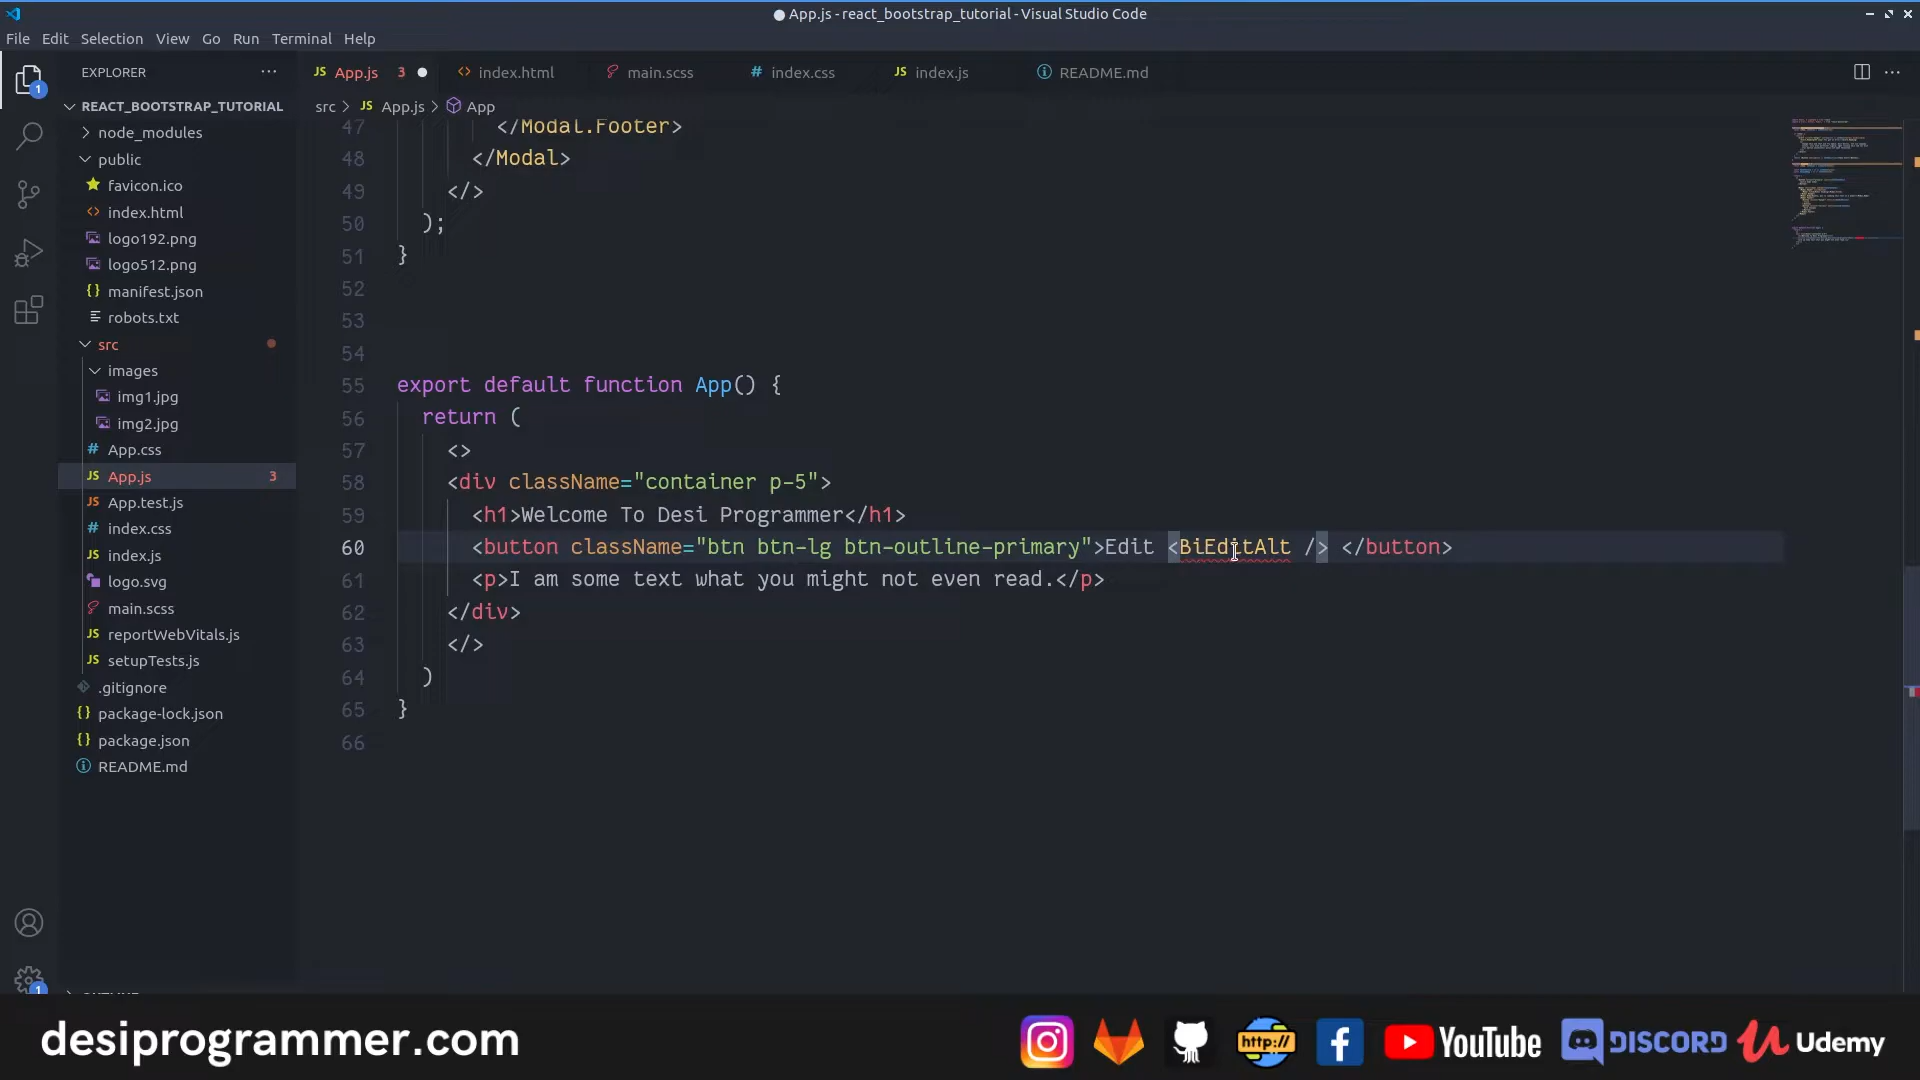 App.js - react_bootstrap_tutorial - Visual Studio Code
File Edit Selection View Go Run Terminal Help
EXPLORER
App.js 3 index.html main.scss index.css index.js README.md
REACT_BOOTSTRAP_TUTORIAL
src > JS App.js > App
node_modules
public
favicon.ico
index.html
logo192.png
logo512.png
manifest.json
robots.txt
src
images
img1.jpg
img2.jpg
App.css
App.js 3
App.test.js
index.css
index.js
logo.svg
main.scss
reportWebVitals.js
setupTests.js
.gitignore
package-lock.json
package.json
README.md
47 </Modal.Footer>
48 </Modal>
49 </>
50 );
51 }
52
53
54
55 export default function App() {
56 return (
57 <>
58 <div className="container p-5">
59 <h1>Welcome To Desi Programmer</h1>
60 <button className="btn btn-lg btn-outline-primary">Edit <BiEditAlt /> </button>
61 <p>I am some text what you might not even read.</p>
62 </div>
63 </>
64 )
65 }
66
1
1
desiprogrammer.com
http:// YouTube DISCORD Udemy